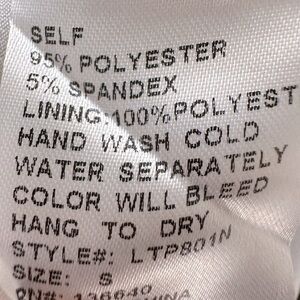 SELF
95% POLYESTER
5% SPANDEX
LINING:100%POLYEST
HAND WASH COLD
WATER SEPARATELY
COLOR WILL BLEED
HANG TO DRY
STYLE#: LTP801N
SIZE: S